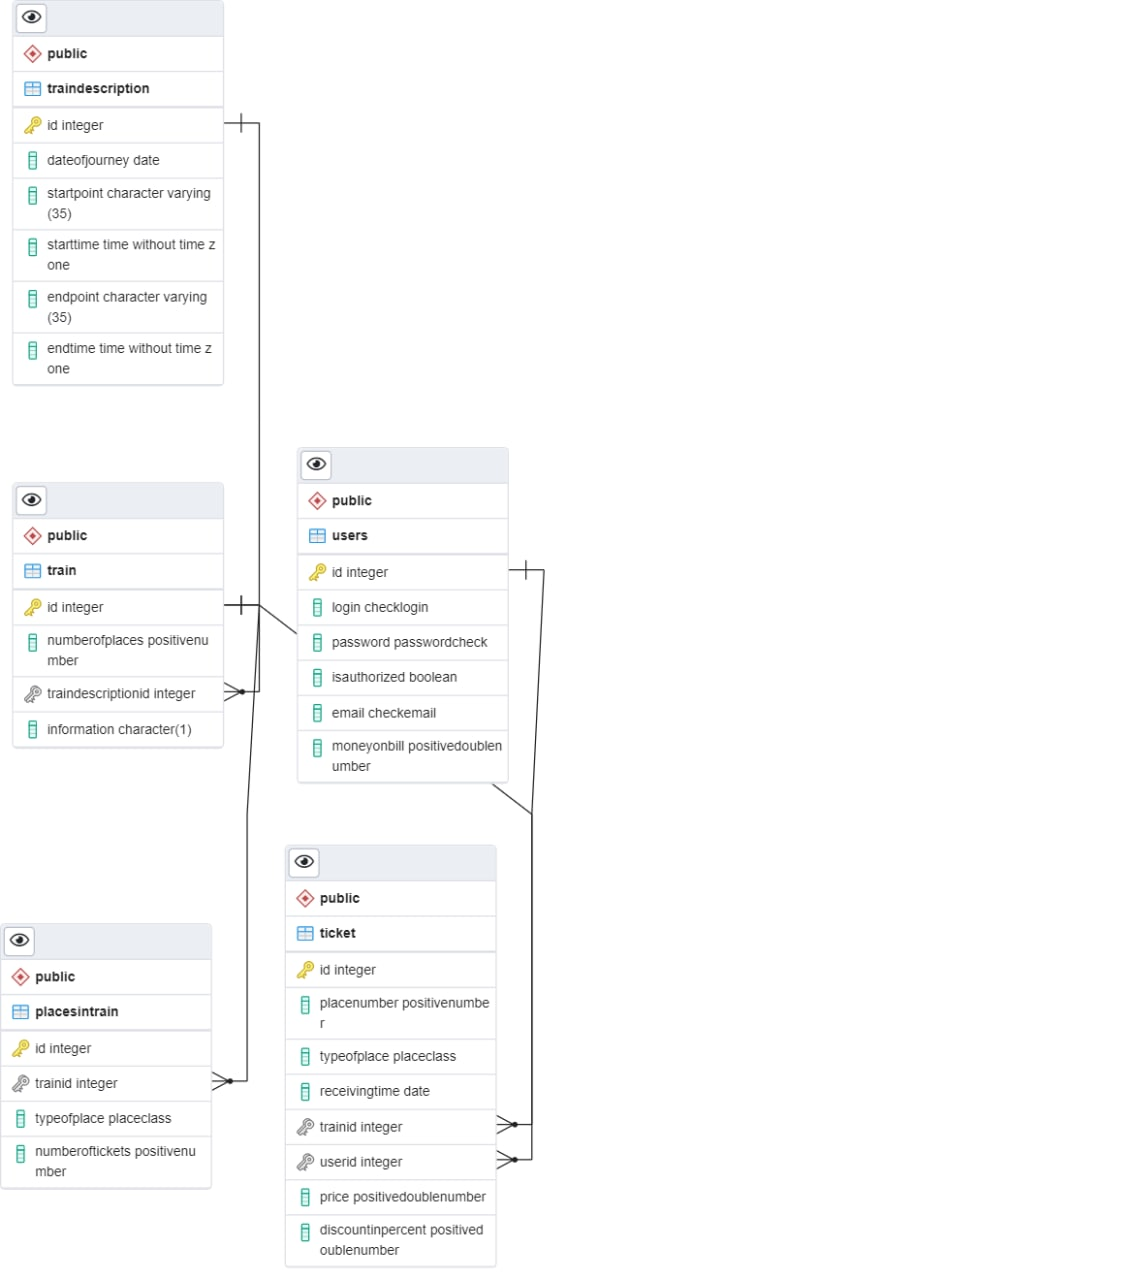 public
traindescription
id integer
dateofjourney date
startpoint character varying
(35)
starttime time without time z
one
endpoint character varying
(35)
endtime time without time z
one
public
train
id integer
numberofplaces positivenu
mber
traindescriptionid integer
information character(1)
public
users
id integer
login checklogin
password passwordcheck
isauthorized boolean
email checkemail
moneyonbill positivedoublen
umber
public
placesintrain
id integer
trainid integer
typeofplace placeclass
numberoftickets positivenu
mber
public
ticket
id integer
placenumber positivenumbe
r
typeofplace placeclass
receivingtime date
trainid integer
userid integer
price positivedoublenumber
discountinpercent positived
oublenumber